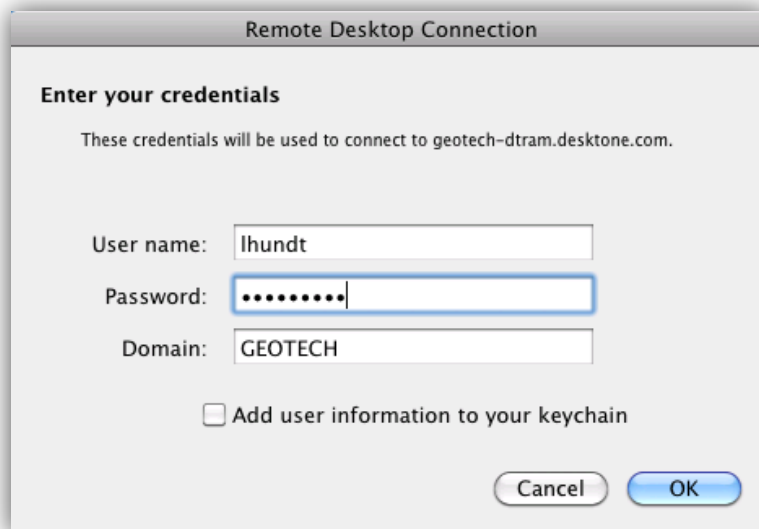 Remote Desktop Connection
Enter your credentials
These credentials will be used to connect to geotech-dtram.desktone.com.
User name: lhundt
Password: •••••••••
Domain: GEOTECH
Add user information to your keychain
Cancel OK